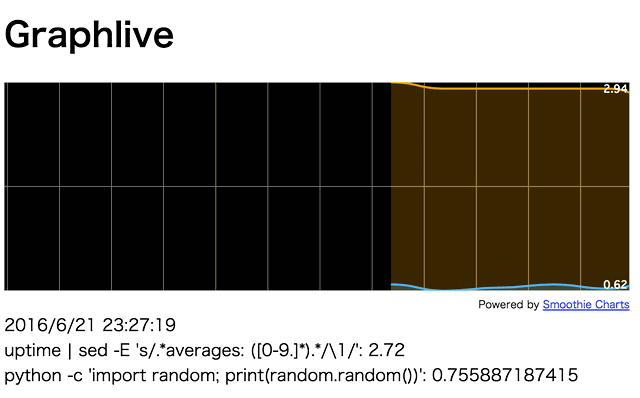 Graphlive
2.94
0.62
Powered by Smoothie Charts
2016/6/21 23:27:19
uptime | sed -E 's/.*averages: ([0-9.]*).*/\1/': 2.72
python -c 'import random; print(random.random())': 0.755887187415